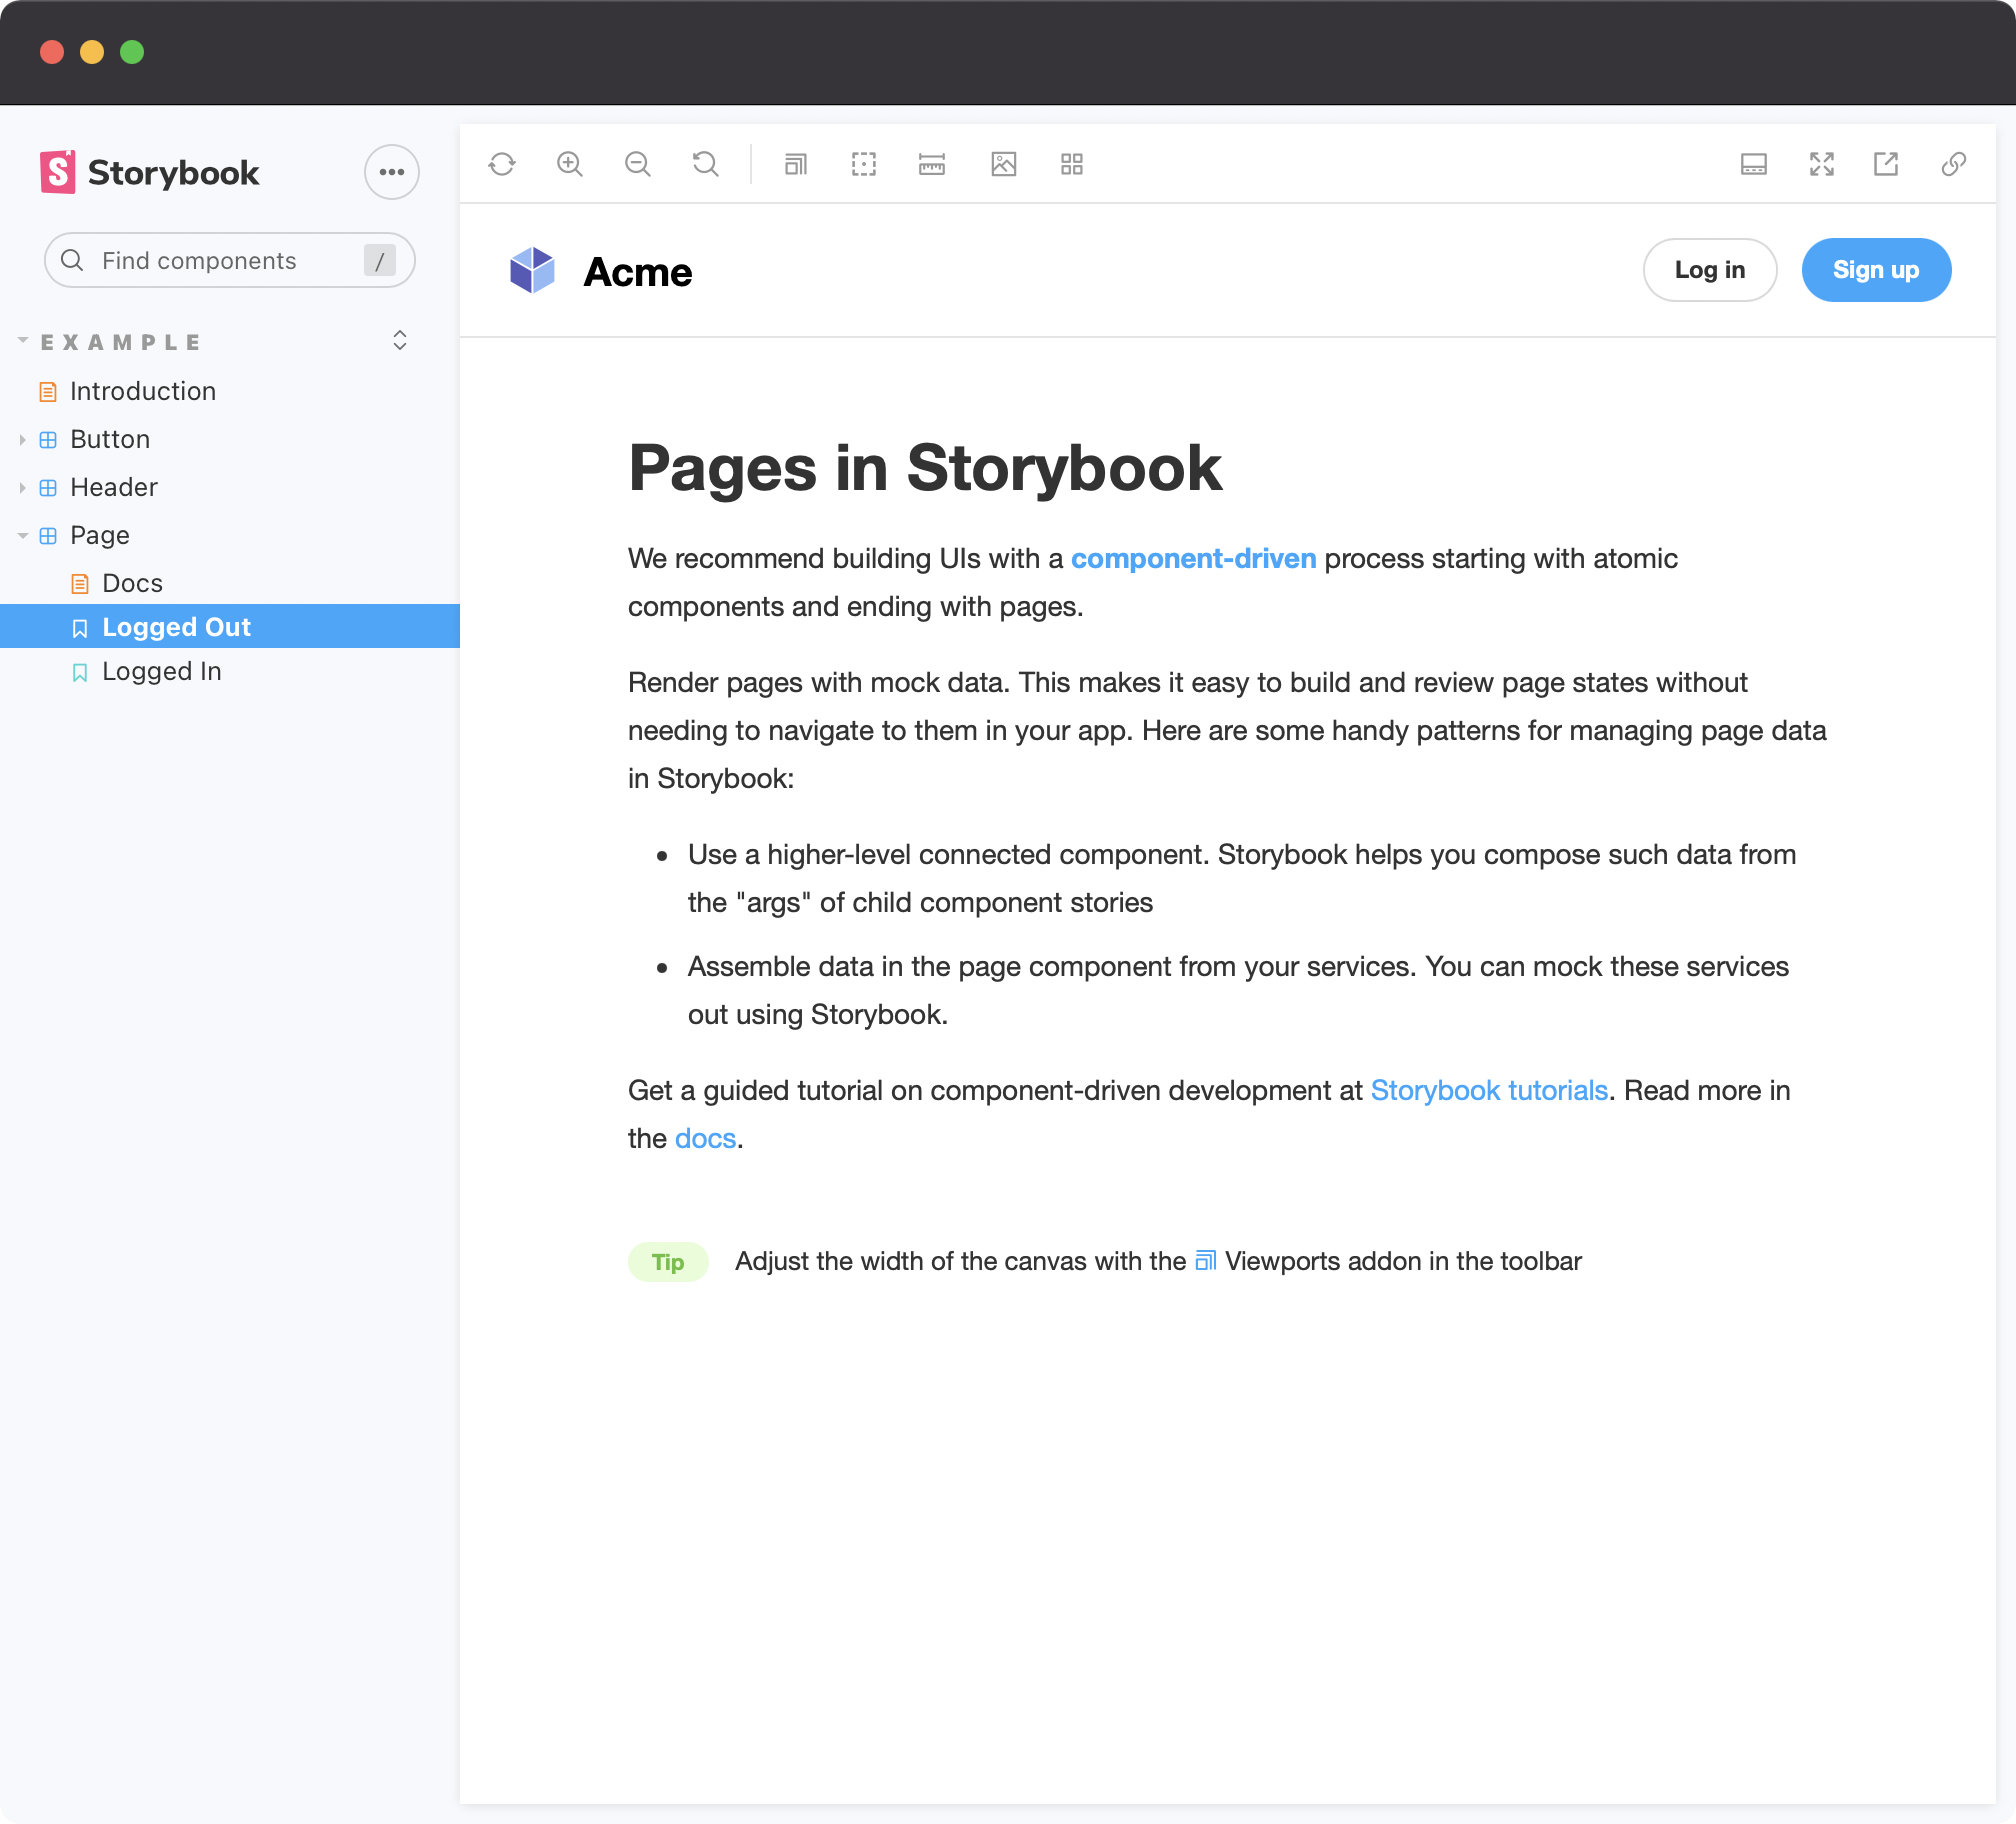 Storybook
Find components
/
EXAMPLE
Introduction
Button
Header
Page
Docs
Logged Out
Logged In
Acme
Log in
Sign up
Pages in Storybook
We recommend building UIs with a component-driven process starting with atomic
components and ending with pages.
Render pages with mock data. This makes it easy to build and review page states without
needing to navigate to them in your app. Here are some handy patterns for managing page data
in Storybook:
• Use a higher-level connected component. Storybook helps you compose such data from
the "args" of child component stories
• Assemble data in the page component from your services. You can mock these services
out using Storybook.
Get a guided tutorial on component-driven development at Storybook tutorials. Read more in
the docs.
Tip Adjust the width of the canvas with the Viewports addon in the toolbar